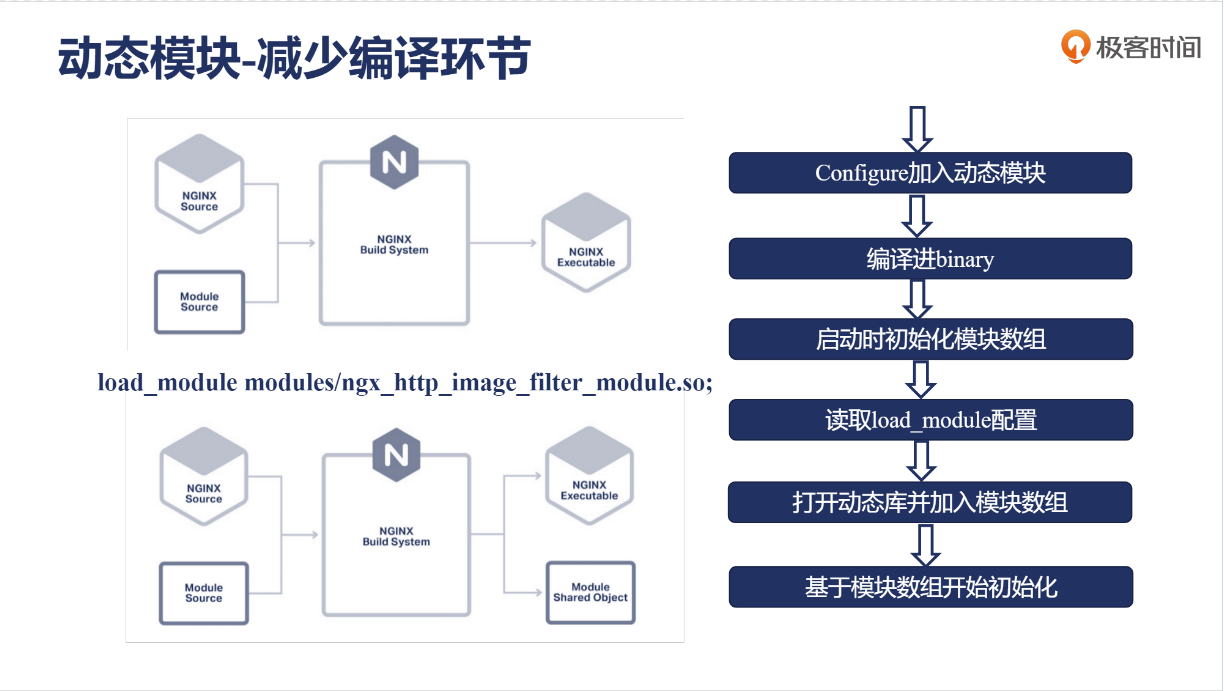 动态模块-减少编译环节
极客时间
NGINX
Source
Module
Source
N
NGINX
Build System
NGINX
Executable
load_module modules/ngx_http_image_filter_module.so;
NGINX
Source
Module
Source
N
NGINX
Build System
NGINX
Executable
Module
Shared Object
Configure加入动态模块
编译进binary
启动时初始化模块数组
读取load_module配置
打开动态库并加入模块数组
基于模块数组开始初始化